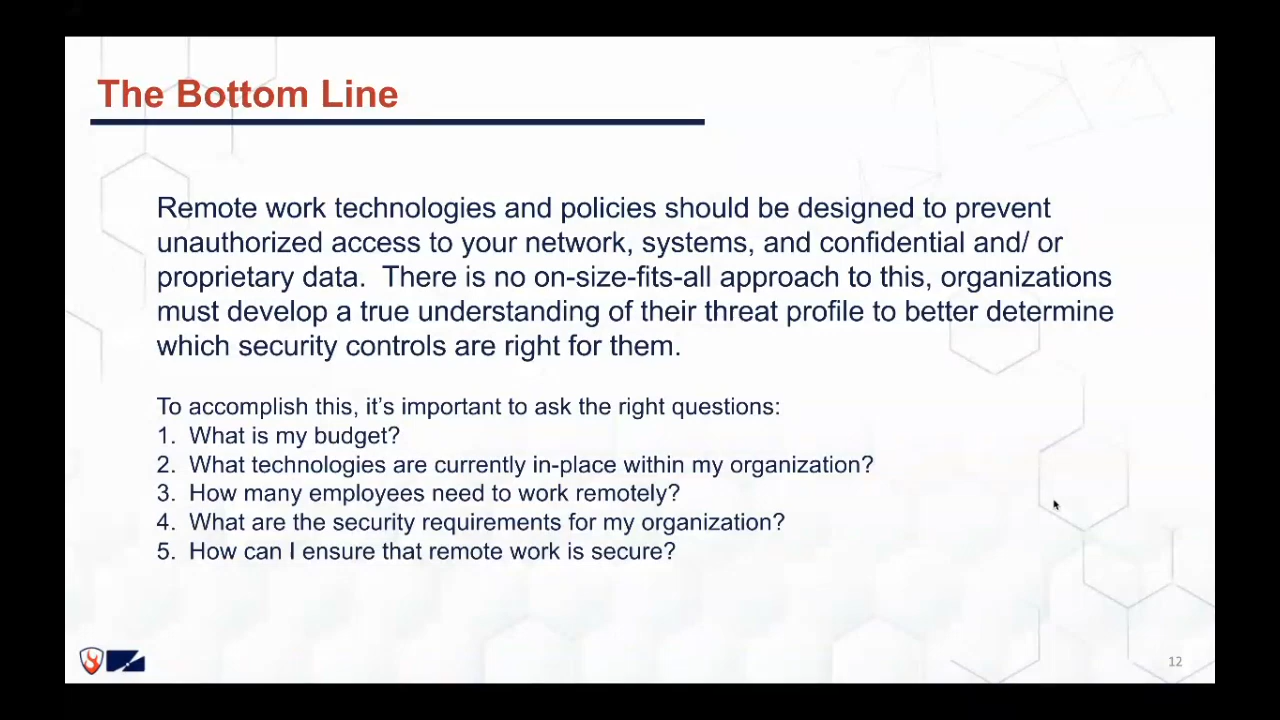 The Bottom Line
Remote work technologies and policies should be designed to prevent
unauthorized access to your network, systems, and confidential and/ or
proprietary data.  There is no on-size-fits-all approach to this, organizations
must develop a true understanding of their threat profile to better determine
which security controls are right for them.
To accomplish this, it’s important to ask the right questions:
1.  What is my budget?
2.  What technologies are currently in-place within my organization?
3.  How many employees need to work remotely?
4.  What are the security requirements for my organization?
5.  How can I ensure that remote work is secure?
12